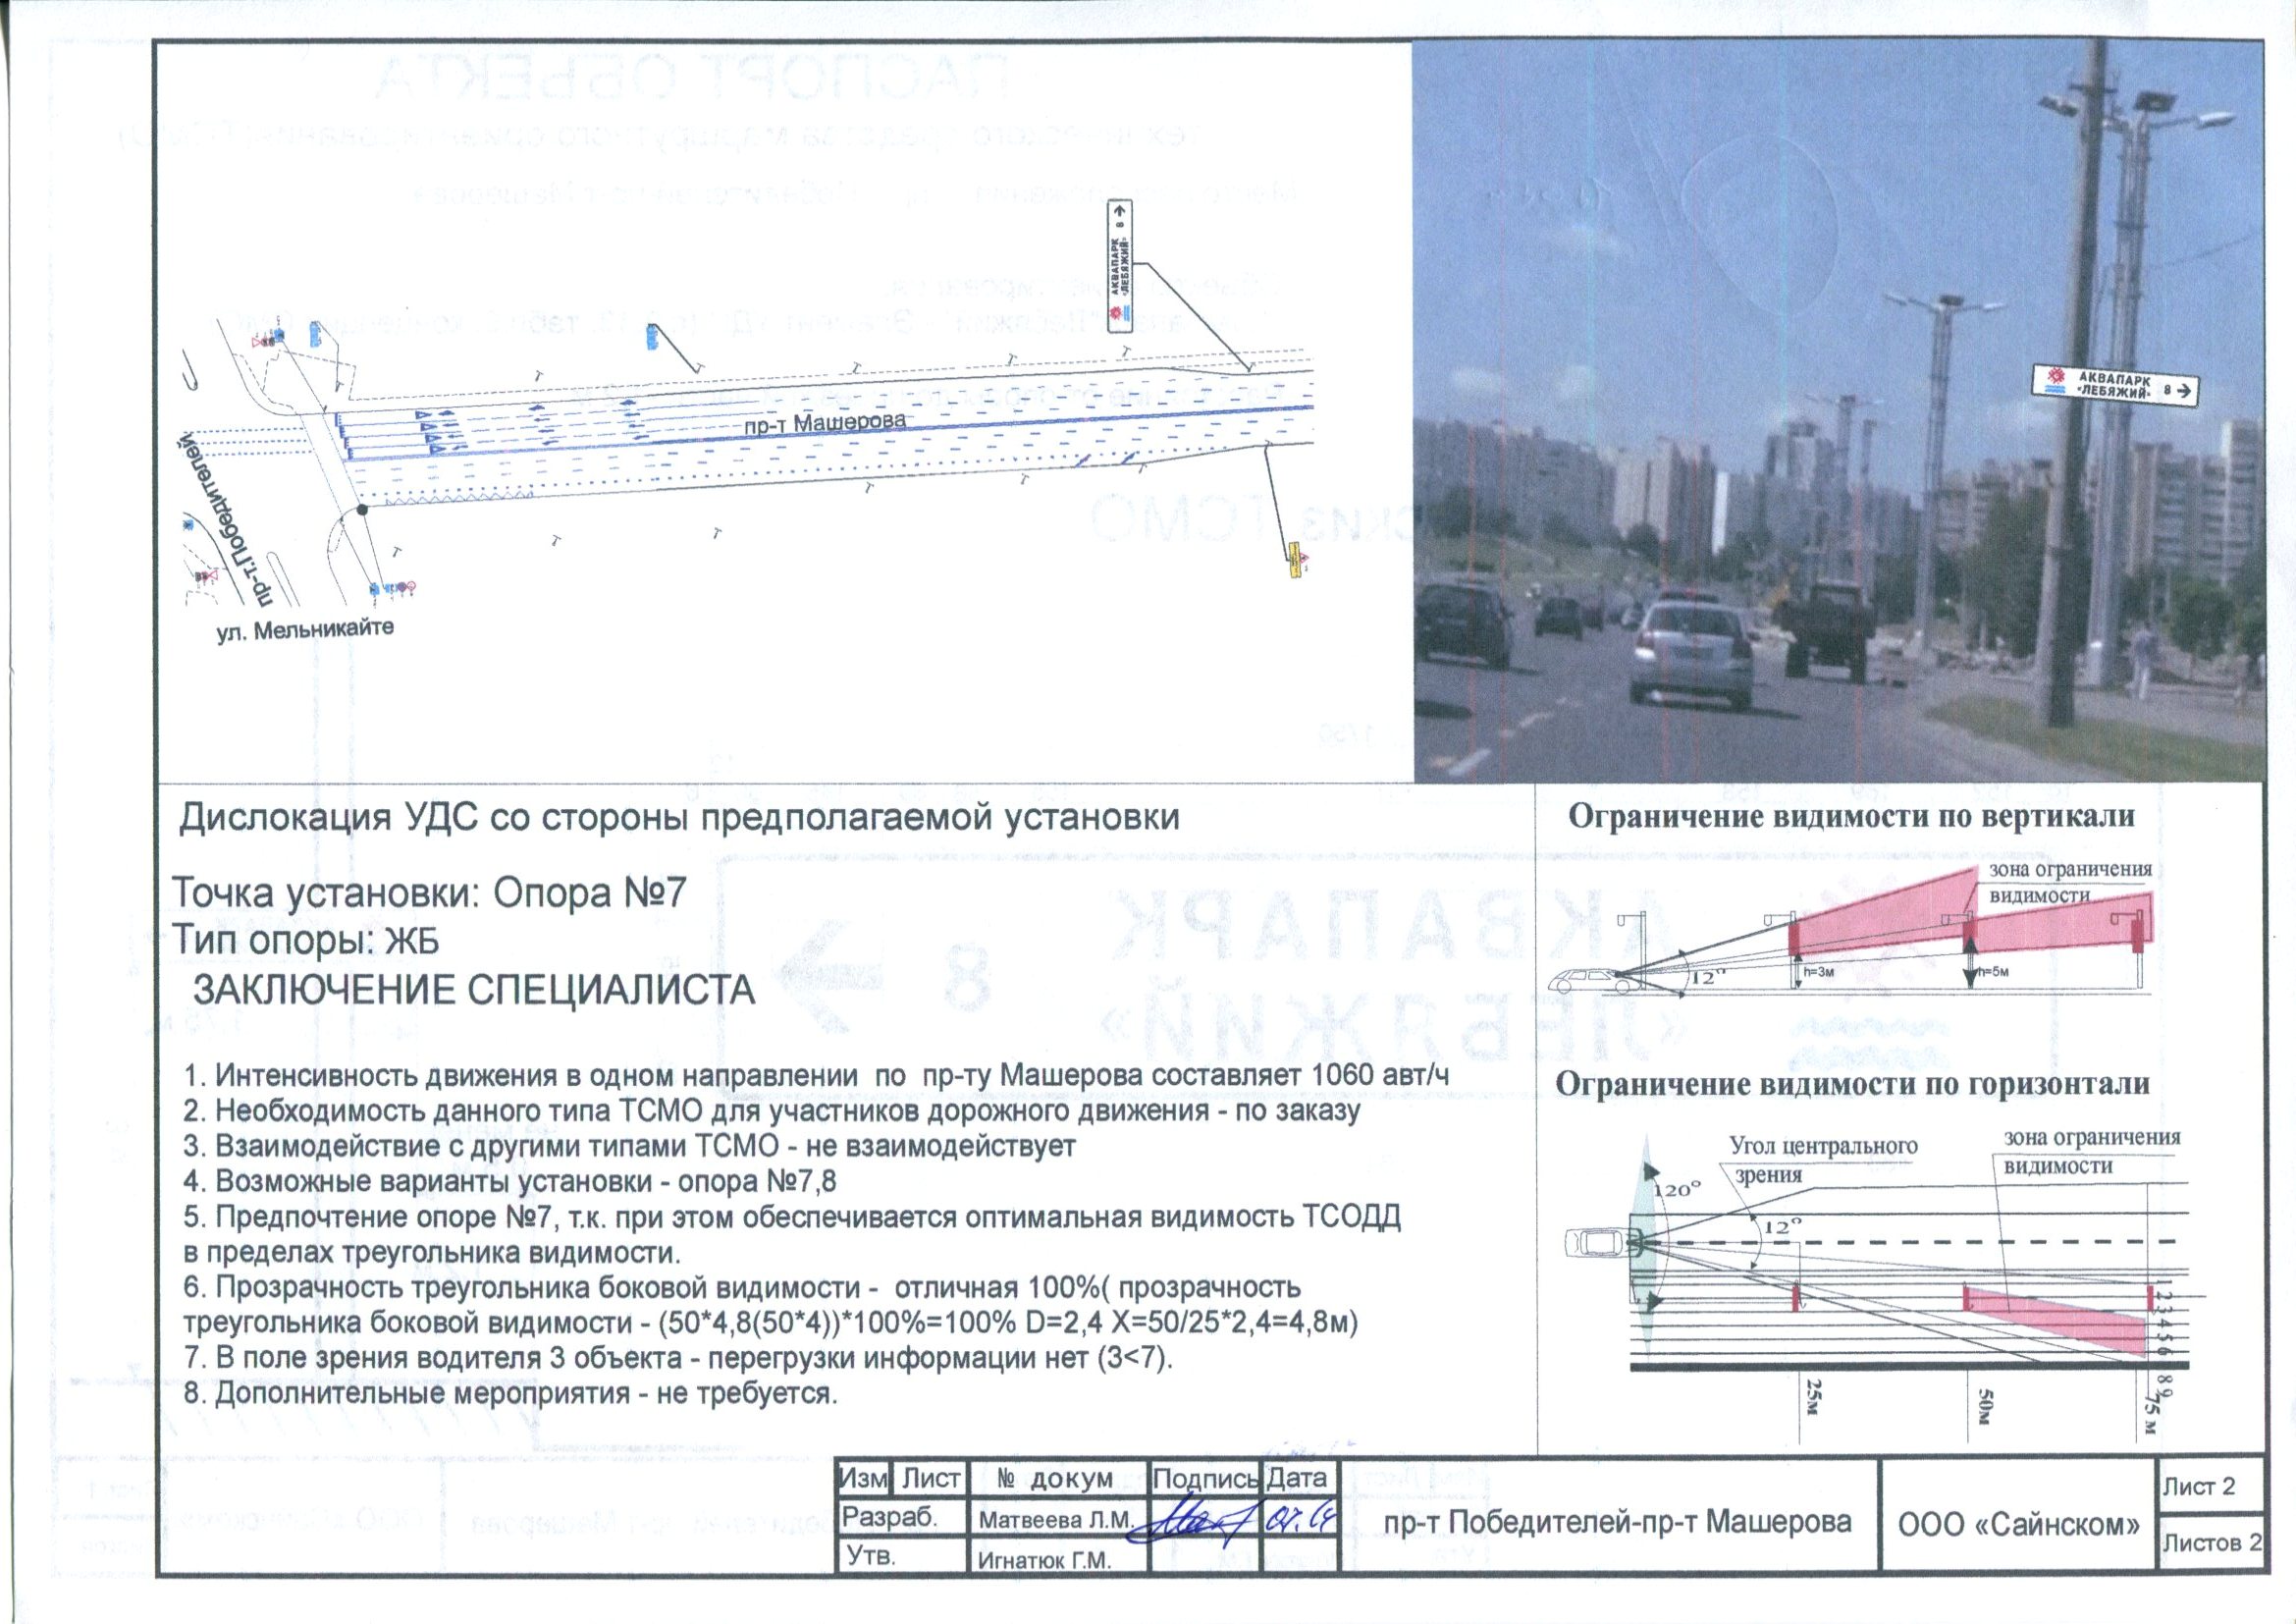 АКВАПАРК
«ЛЕБЯЖИЙ» 8 →
пр-т Машерова
пр-т.Победителей
ул. Мельникайте
АКВАПАРК
«ЛЕБЯЖИЙ» 8 →
Дислокация УДС со стороны предполагаемой установки
Точка установки: Опора №7
Тип опоры: ЖБ
ЗАКЛЮЧЕНИЕ СПЕЦИАЛИСТА
1. Интенсивность движения в одном направлении по пр-ту Машерова составляет 1060 авт/ч
2. Необходимость данного типа ТСМО для участников дорожного движения - по заказу
3. Взаимодействие с другими типами ТСМО - не взаимодействует
4. Возможные варианты установки - опора №7,8
5. Предпочтение опоре №7, т.к. при этом обеспечивается оптимальная видимость ТСОДД
в пределах треугольника видимости.
6. Прозрачность треугольника боковой видимости - отличная 100%( прозрачность
треугольника боковой видимости - (50*4,8(50*4))*100%=100% D=2,4 X=50/25*2,4=4,8м)
7. В поле зрения водителя 3 объекта - перегрузки информации нет (3<7).
8. Дополнительные мероприятия - не требуется.
Ограничение видимости по вертикали
зона ограничения
видимости
12°
h=3м
h=5м
Ограничение видимости по горизонтали
Угол центрального
зрения
зона ограничения
видимости
120°
12°
1 2 3 4 5 6 8 9
25м
50м
75 м
Изм Лист № докум Подпись Дата
Разраб. Матвеева Л.М.
Утв. Игнатюк Г.М.
пр-т Победителей-пр-т Машерова
ООО «Сайнском»
Лист 2
Листов 2